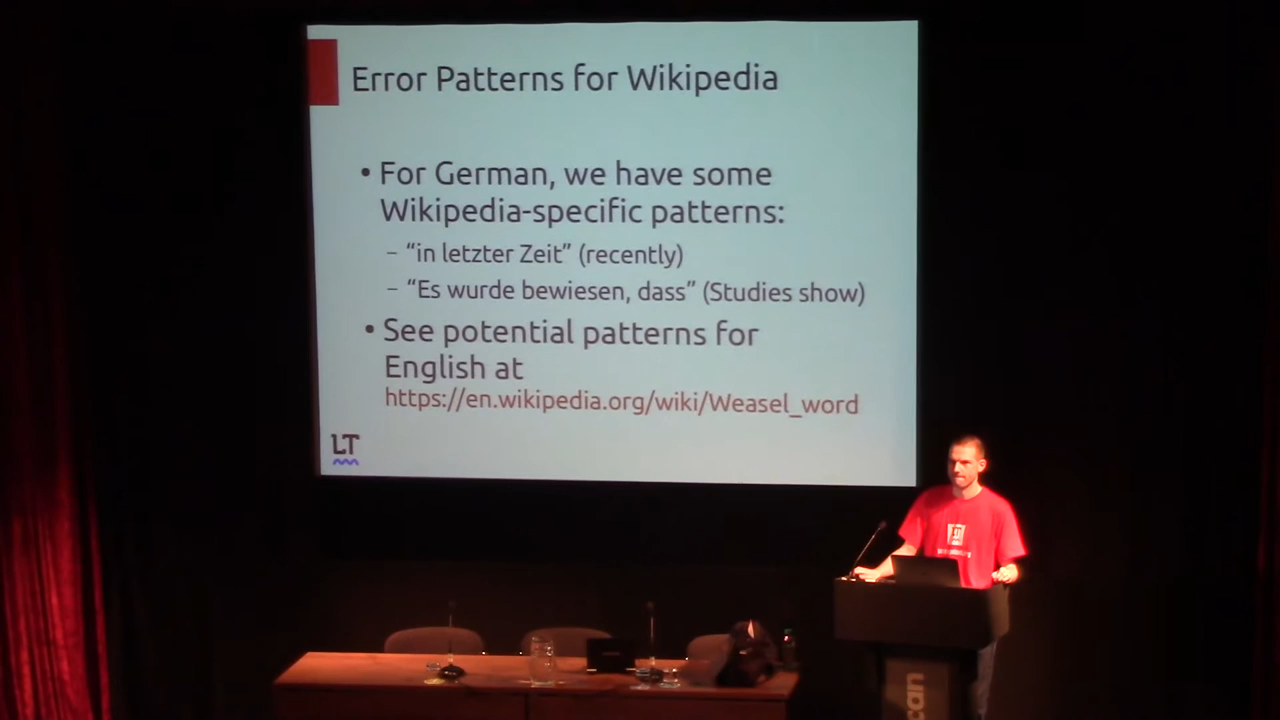 Error Patterns for Wikipedia
• For German, we have some
Wikipedia-specific patterns:
– “in letzter Zeit” (recently)
– “Es wurde bewiesen, dass” (Studies show)
• See potential patterns for
English at
https://en.wikipedia.org/wiki/Weasel_word
LT
can